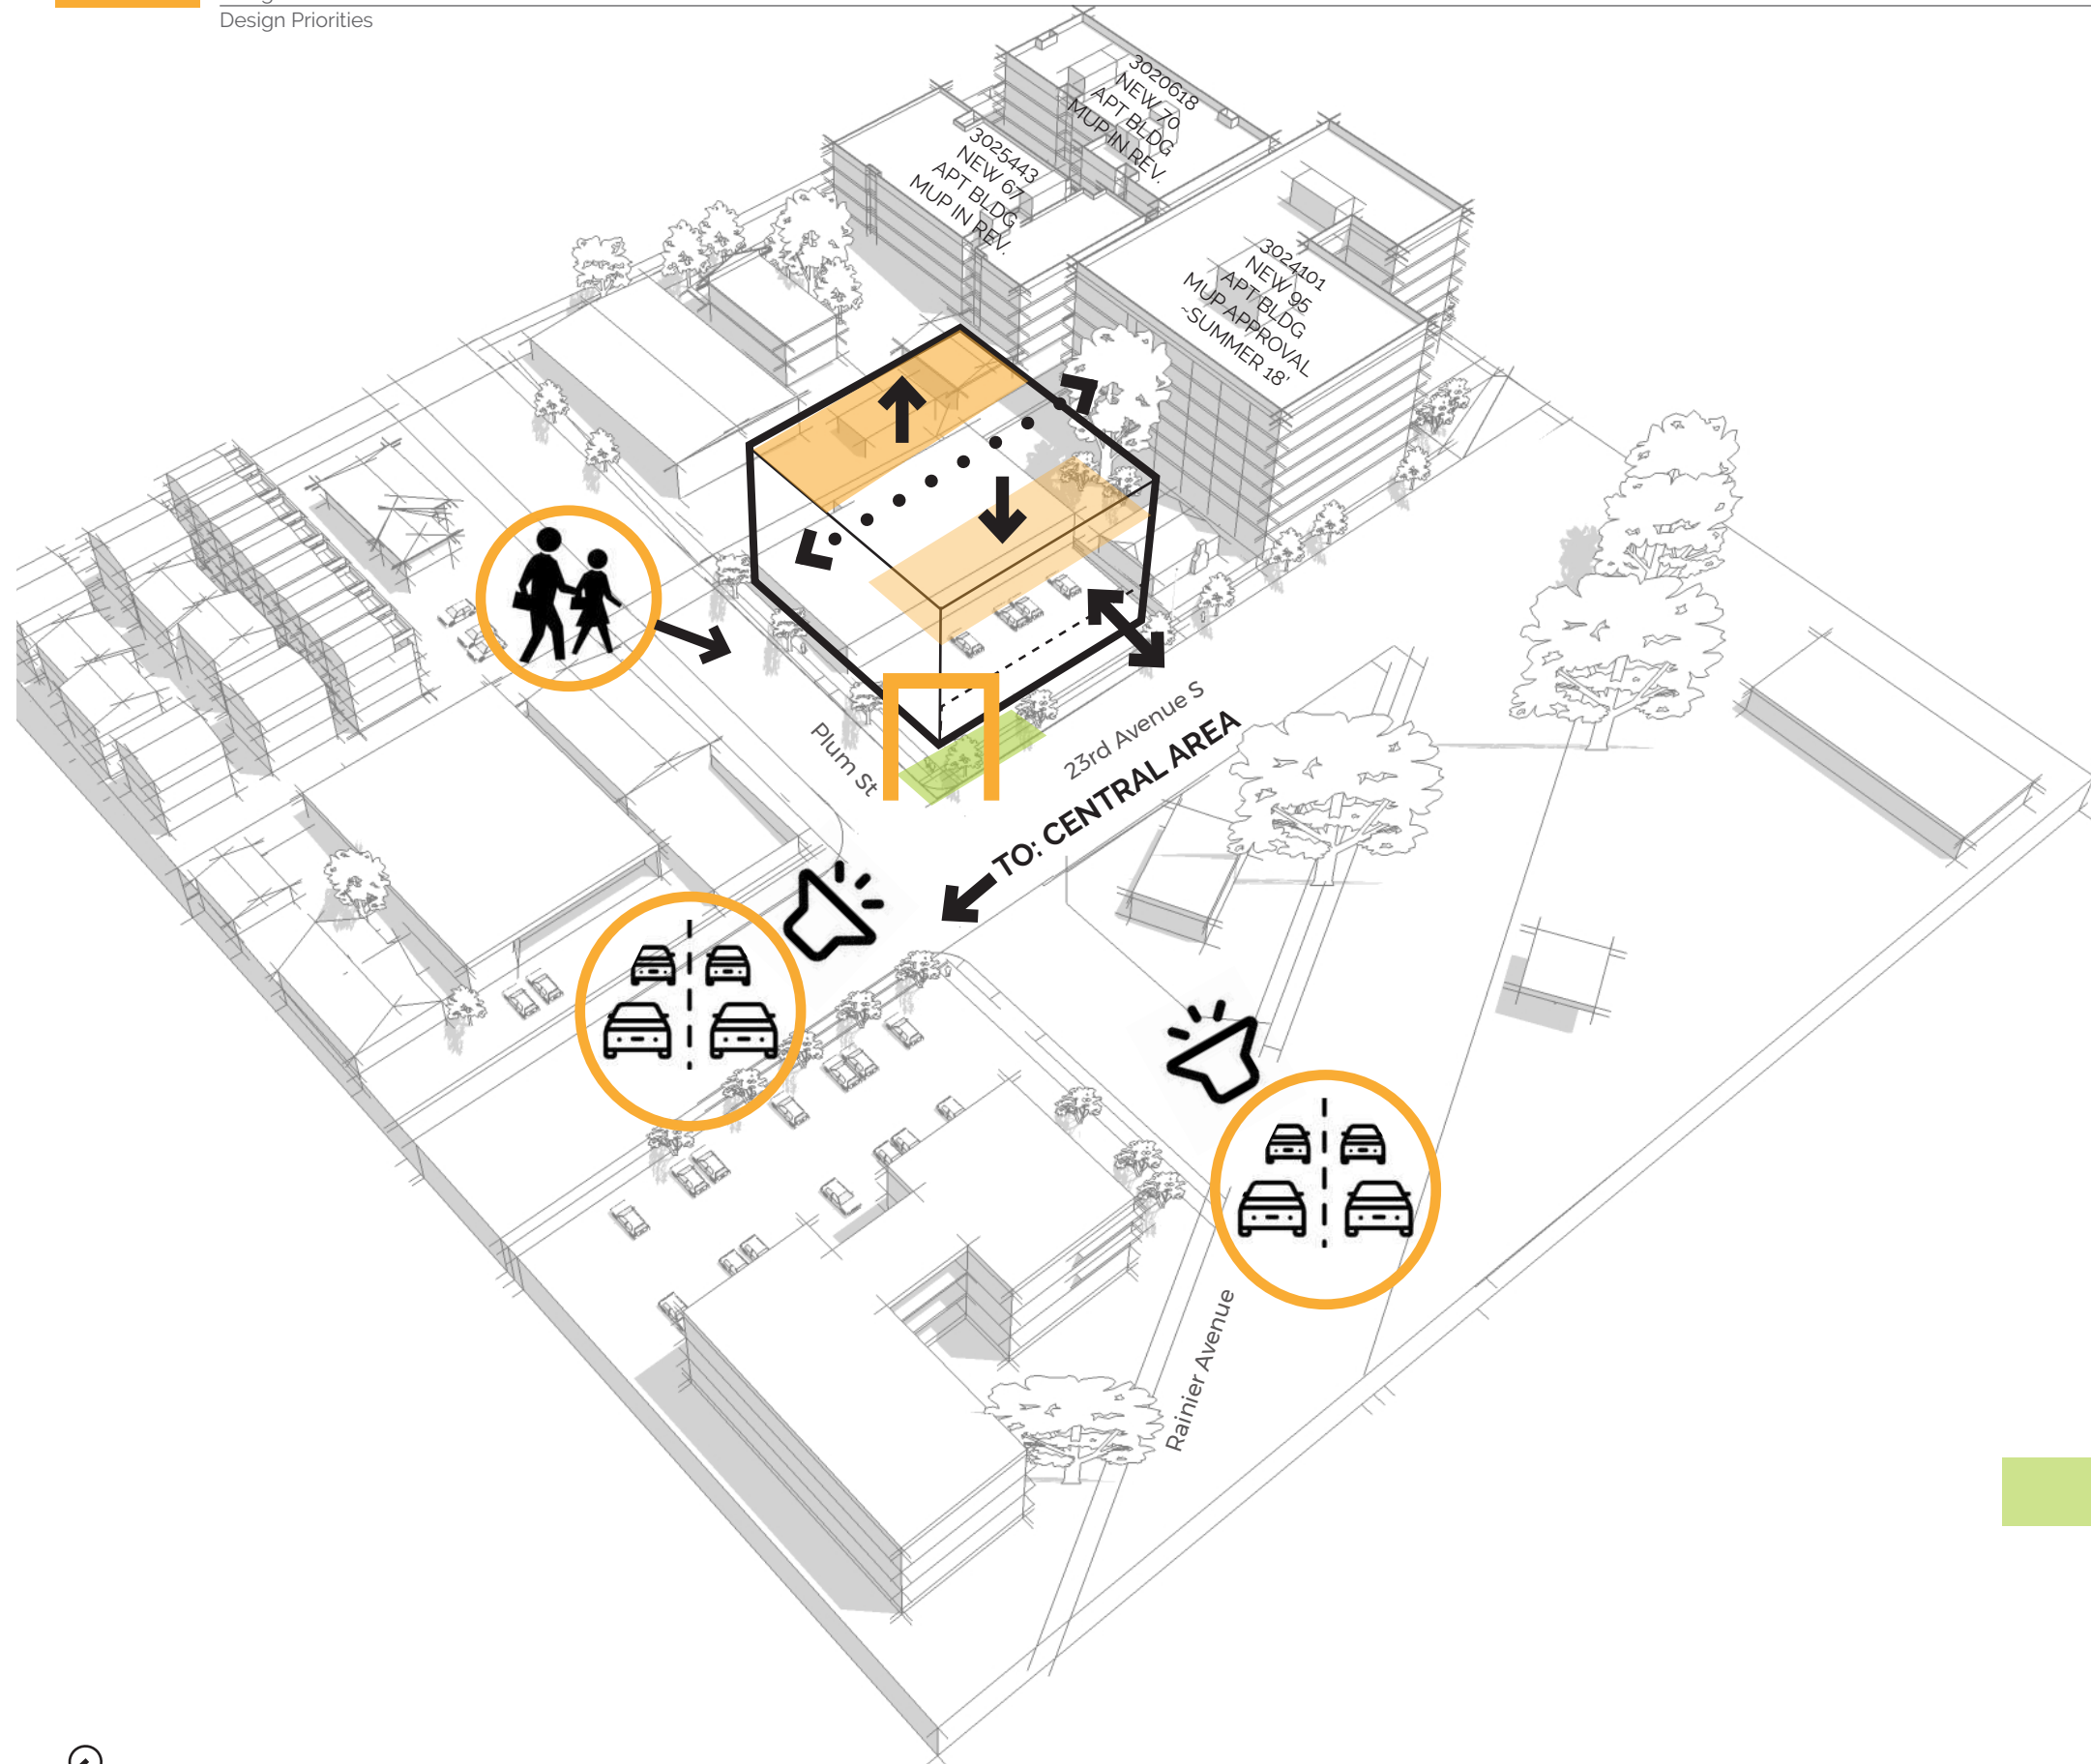 Design Priorities
3020618
NEW 70
APT BLDG
MUP IN REV.
3025443
NEW 67
APT BLDG
MUP IN REV.
3024101
NEW 95
APT BLDG
MUP APPROVAL
~SUMMER 18'
Plum St
23rd Avenue S
TO: CENTRAL AREA
Rainier Avenue